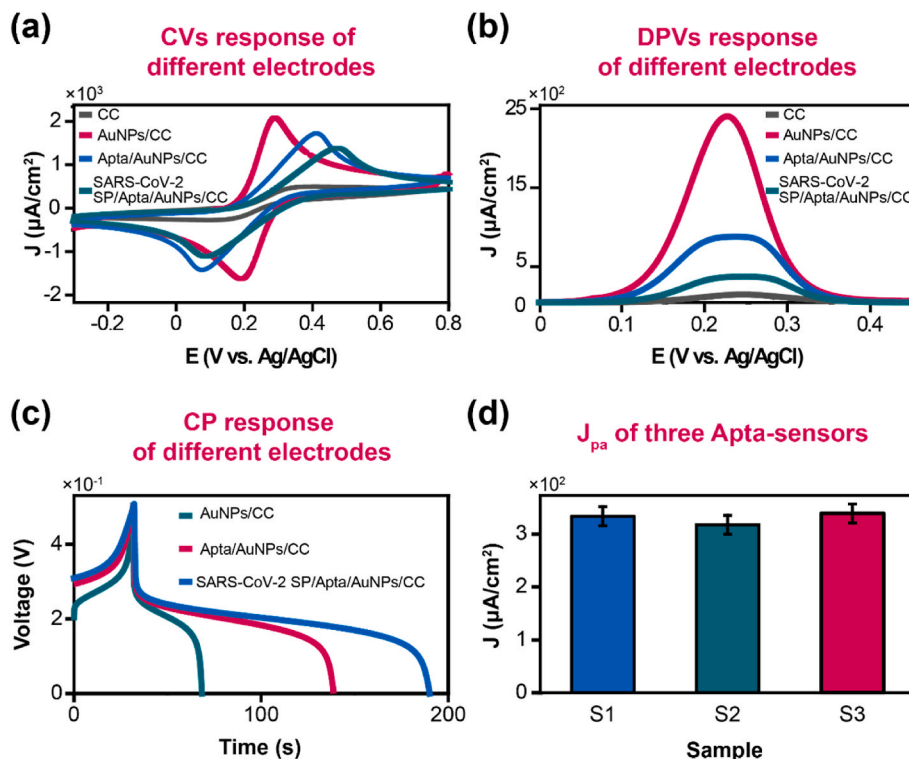 (a)
CVs response of
different electrodes
×10³
2
1
0
-1
-2
J (µA/cm²)
CC
AuNPs/CC
Apta/AuNPs/CC
SARS-CoV-2
SP/Apta/AuNPs/CC
-0.2
0
0.2
0.4
0.6
0.8
E (V vs. Ag/AgCl)
(b)
DPVs response
of different electrodes
25
×10²
15
5
0
J (µA/cm²)
CC
AuNPs/CC
Apta/AuNPs/CC
SARS-CoV-2
SP/Apta/AuNPs/CC
0
0.1
0.2
0.3
0.4
E (V vs. Ag/AgCl)
(c)
CP response
of different electrodes
×10⁻¹
4
2
0
Voltage (V)
AuNPs/CC
Apta/AuNPs/CC
SARS-CoV-2 SP/Apta/AuNPs/CC
0
100
200
Time (s)
(d)
Jpa of three Apta-sensors
×10²
3
2
1
0
J (µA/cm²)
S1
S2
S3
Sample